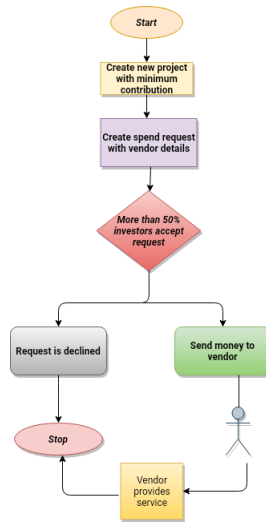 Start
Create new project
with minimum
contribution
Create spend request
with vendor details
More than 50%
investors accept
request
Request is declined
Send money to
vendor
Stop
Vendor
provides
service